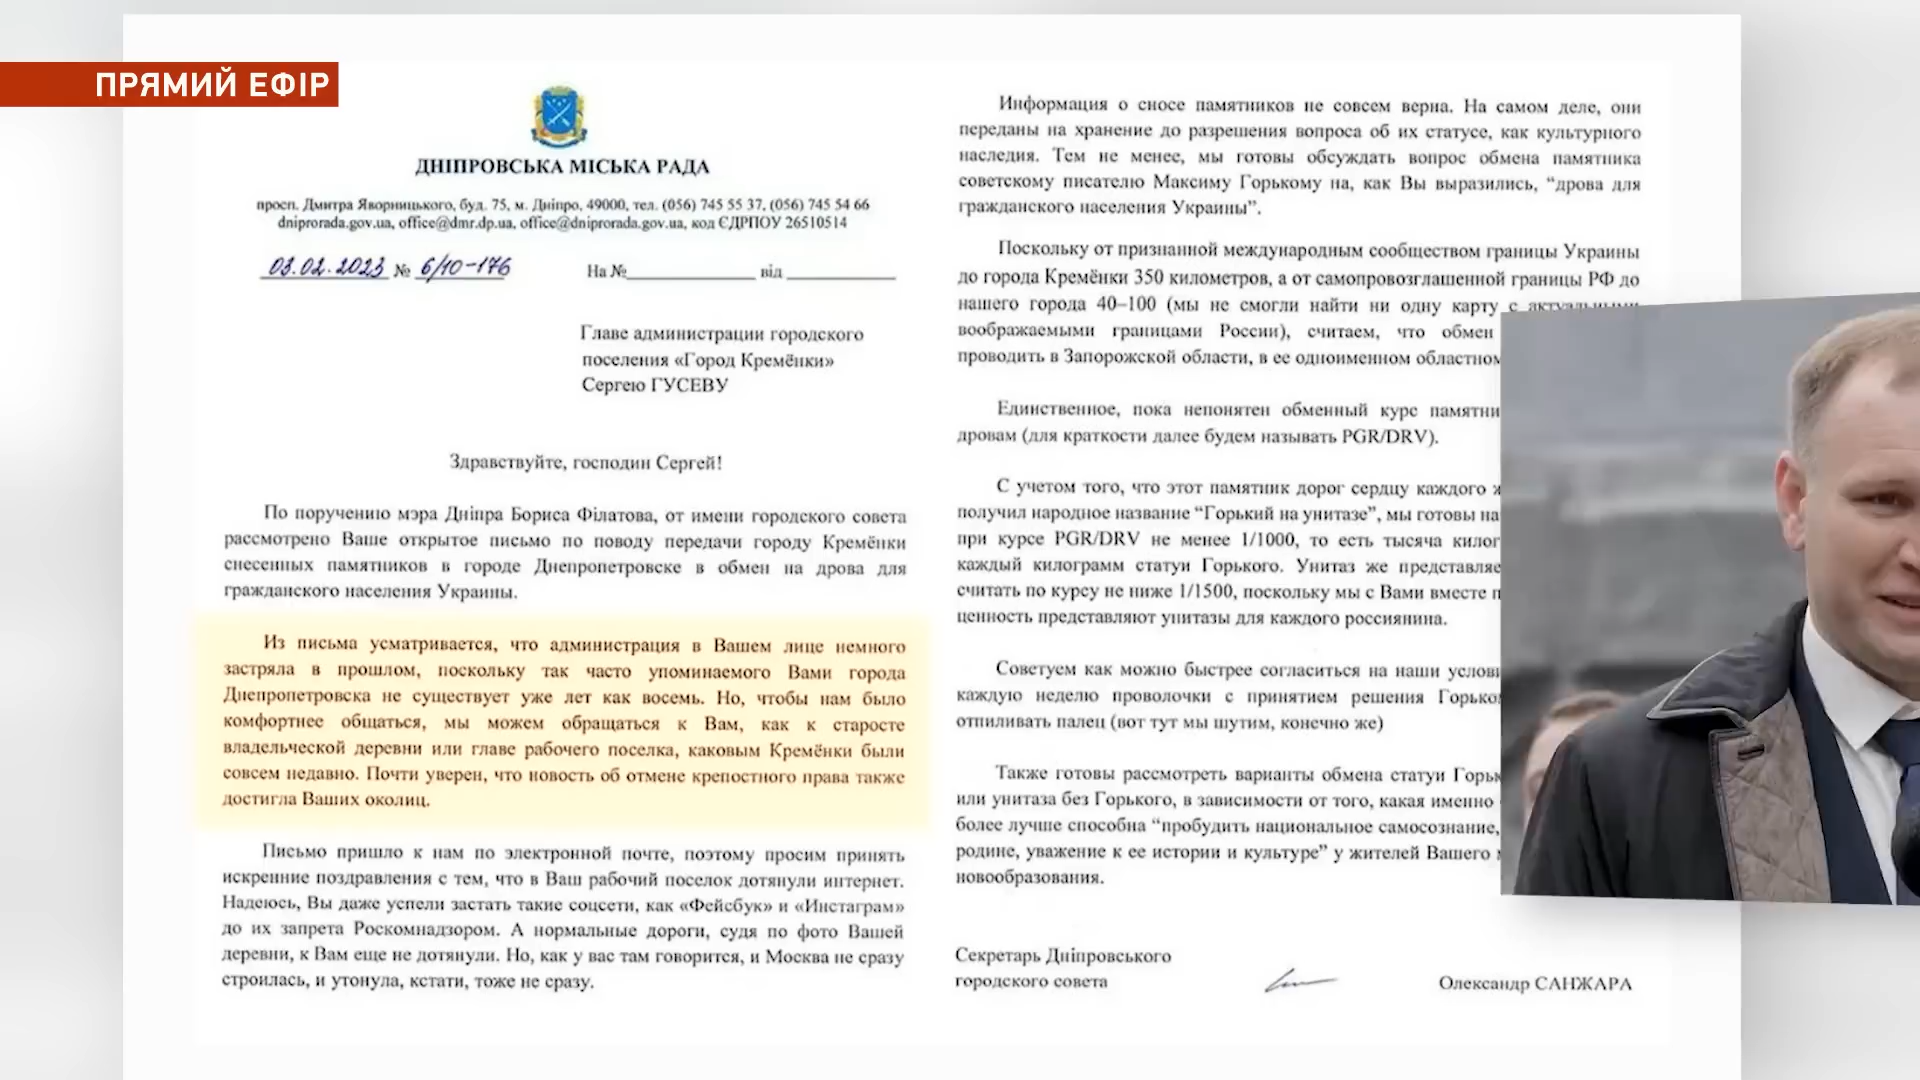 ПРЯМИЙ ЕФІР
ДНІПРОВСЬКА МІСЬКА РАДА
просп. Дмитра Яворницького, буд. 75, м. Дніпро, 49000, тел. (056) 745 55 37, (056) 745 54 66
dniprorada.gov.ua, office@dmr.dp.ua, office@dniprorada.gov.ua, код ЄДРПОУ 26510514
03.02.2023 № 6/10-176 На №____________ від ____________
Главе администрации городского
поселения «Город Кремёнки»
Сергею ГУСЕВУ
Здравствуйте, господин Сергей!
По поручению мэра Дніпра Бориса Філатова, от имени городского совета
рассмотрено Ваше открытое письмо по поводу передачи городу Кремёнки
снесенных памятников в городе Днепропетровске в обмен на дрова для
гражданского населения Украины.
Из письма усматривается, что администрация в Вашем лице немного
застряла в прошлом, поскольку так часто упоминаемого Вами города
Днепропетровска не существует уже лет как восемь. Но, чтобы нам было
комфортнее общаться, мы можем обращаться к Вам, как к старосте
владельческой деревни или главе рабочего поселка, каковым Кремёнки были
совсем недавно. Почти уверен, что новость об отмене крепостного права также
достигла Ваших околиц.
Письмо пришло к нам по электронной почте, поэтому просим принять
искренние поздравления с тем, что в Ваш рабочий поселок дотянули интернет.
Надеюсь, Вы даже успели застать такие соцсети, как «Фейсбук» и «Инстаграм»
до их запрета Роскомнадзором. А нормальные дороги, судя по фото Вашей
деревни, к Вам еще не дотянули. Но, как у вас там говорится, и Москва не сразу
строилась, и утонула, кстати, тоже не сразу.
Информация о сносе памятников не совсем верна. На самом деле, они
переданы на хранение до разрешения вопроса об их статусе, как культурного
наследия. Тем не менее, мы готовы обсуждать вопрос обмена памятника
советскому писателю Максиму Горькому на, как Вы выразились, “дрова для
гражданского населения Украины”.
Поскольку от признанной международным сообществом границы Украины
до города Кремёнки 350 километров, а от самопровозглашенной границы РФ до
нашего города 40–100 (мы не смогли найти ни одну карту с актуальными
воображаемыми границами России), считаем, что обмен
проводить в Запорожской области, в ее одноименном областном
Единственное, пока непонятен обменный курс памятни
дровам (для краткости далее будем называть PGR/DRV).
С учетом того, что этот памятник дорог сердцу каждого
получил народное название “Горький на унитазе”, мы готовы на
при курсе PGR/DRV не менее 1/1000, то есть тысяча килог
каждый килограмм статуи Горького. Унитаз же представляе
считать по курсу не ниже 1/1500, поскольку мы с Вами вместе
ценность представляют унитазы для каждого россиянина.
Советуем как можно быстрее согласиться на наши услови
каждую неделю проволочки с принятием решения Горько
отпиливать палец (вот тут мы шутим, конечно же)
Также готовы рассмотреть варианты обмена статуи Горьк
или унитаза без Горького, в зависимости от того, какая именно
более лучше способна “пробудить национальное самосознание,
родине, уважение к ее истории и культуре” у жителей Вашего
новообразования.
Секретарь Дніпровського
городского совета Олександр САНЖАРА